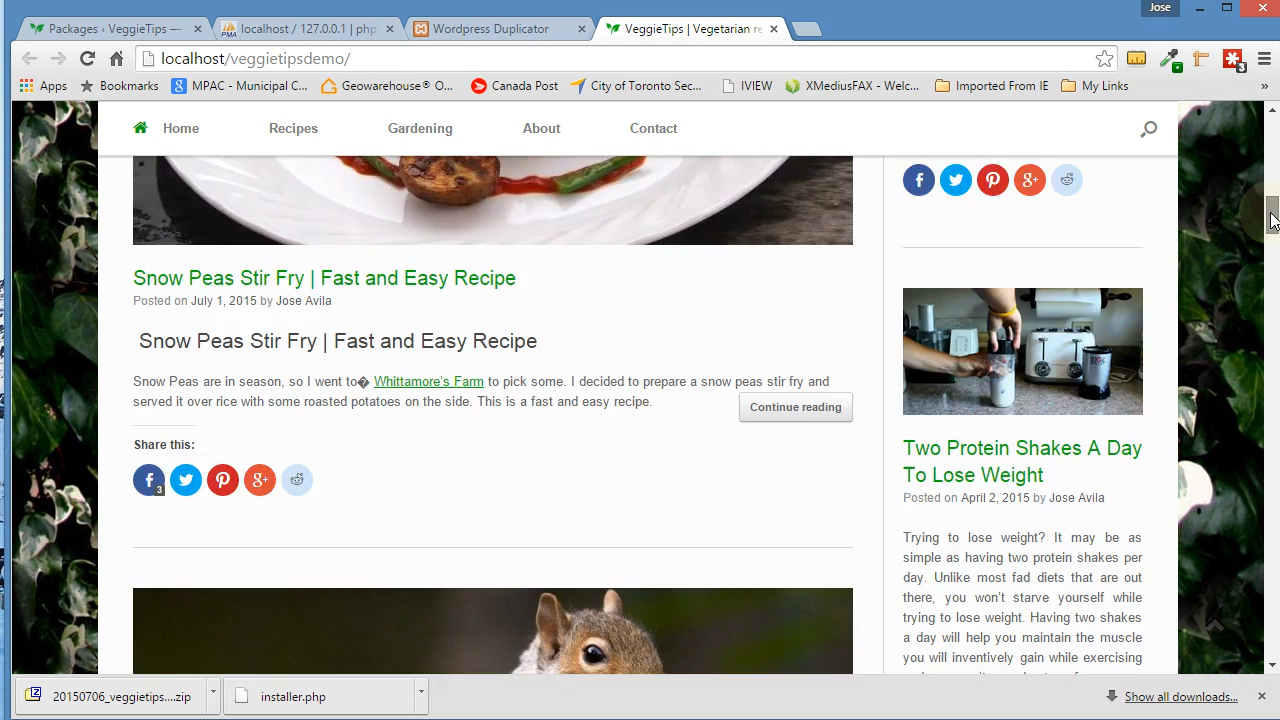 Jose
Packages ‹ VeggieTips —
localhost / 127.0.0.1 | php
Wordpress Duplicator
VeggieTips | Vegetarian re
localhost/veggietipsdemo/
3
Apps
Bookmarks
MPAC - Municipal C...
Geowarehouse® O...
Canada Post
City of Toronto Sec...
IVIEW
XMediusFAX - Welc...
Imported From IE
My Links
»
Home
Recipes
Gardening
About
Contact
Snow Peas Stir Fry | Fast and Easy Recipe
Posted on July 1, 2015 by Jose Avila
Snow Peas Stir Fry | Fast and Easy Recipe
Snow Peas are in season, so I went to� Whittamore's Farm to pick some. I decided to prepare a snow peas stir fry and
served it over rice with some roasted potatoes on the side. This is a fast and easy recipe.
Continue reading
Share this:
3
Two Protein Shakes A Day
To Lose Weight
Posted on April 2, 2015 by Jose Avila
Trying to lose weight? It may be as
simple as having two protein shakes per
day. Unlike most fad diets that are out
there, you won't starve yourself while
trying to lose weight. Having two shakes
a day will help you maintain the muscle
you will inventively gain while exercising
20150706_veggietips....zip
installer.php
Show all downloads...